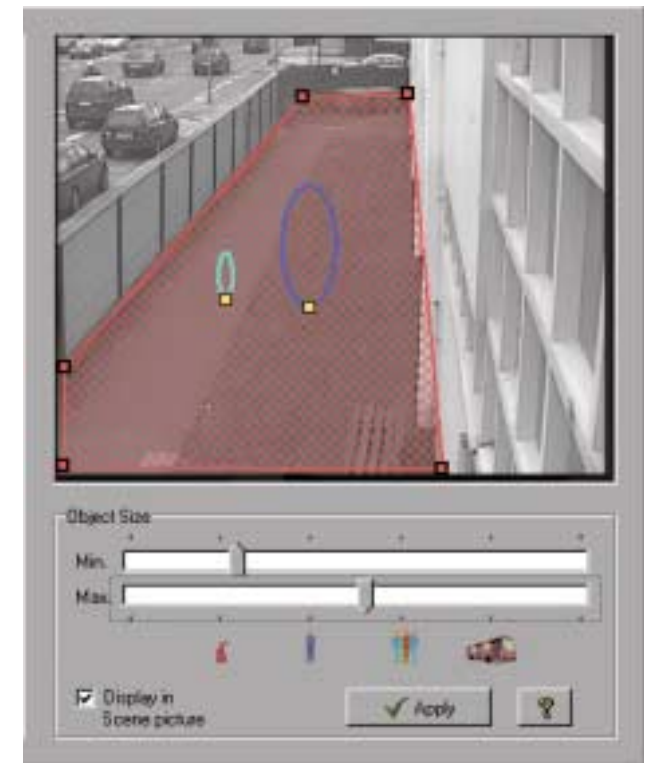 Object Size
Min.
Max.
Display in
Scene picture
Apply
?